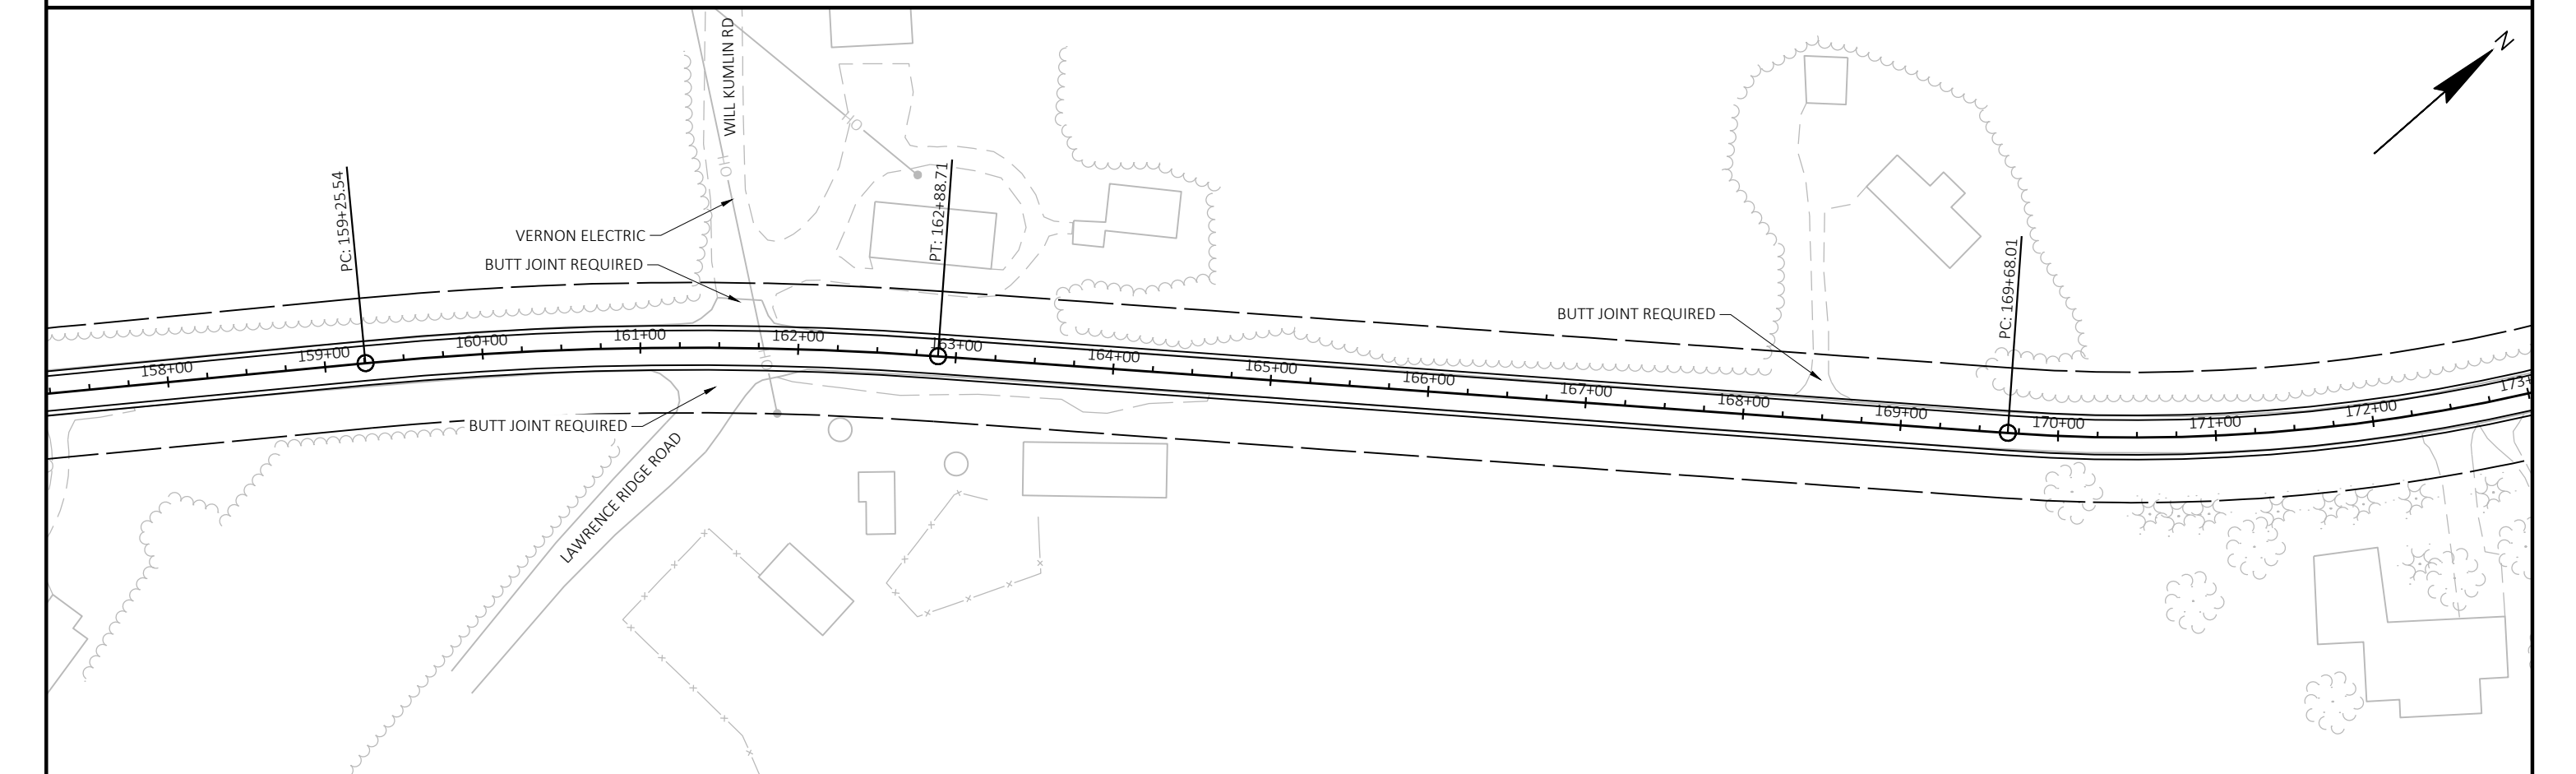 WILL KUMLIN RD
N
PC: 159+25.54
PT: 162+88.71
VERNON ELECTRIC
BUTT JOINT REQUIRED
PC: 169+68.01
BUTT JOINT REQUIRED
158+00
159+00
160+00
161+00
162+00
163+00
164+00
165+00
166+00
167+00
168+00
169+00
170+00
171+00
172+00
173+
BUTT JOINT REQUIRED
LAWRENCE RIDGE ROAD